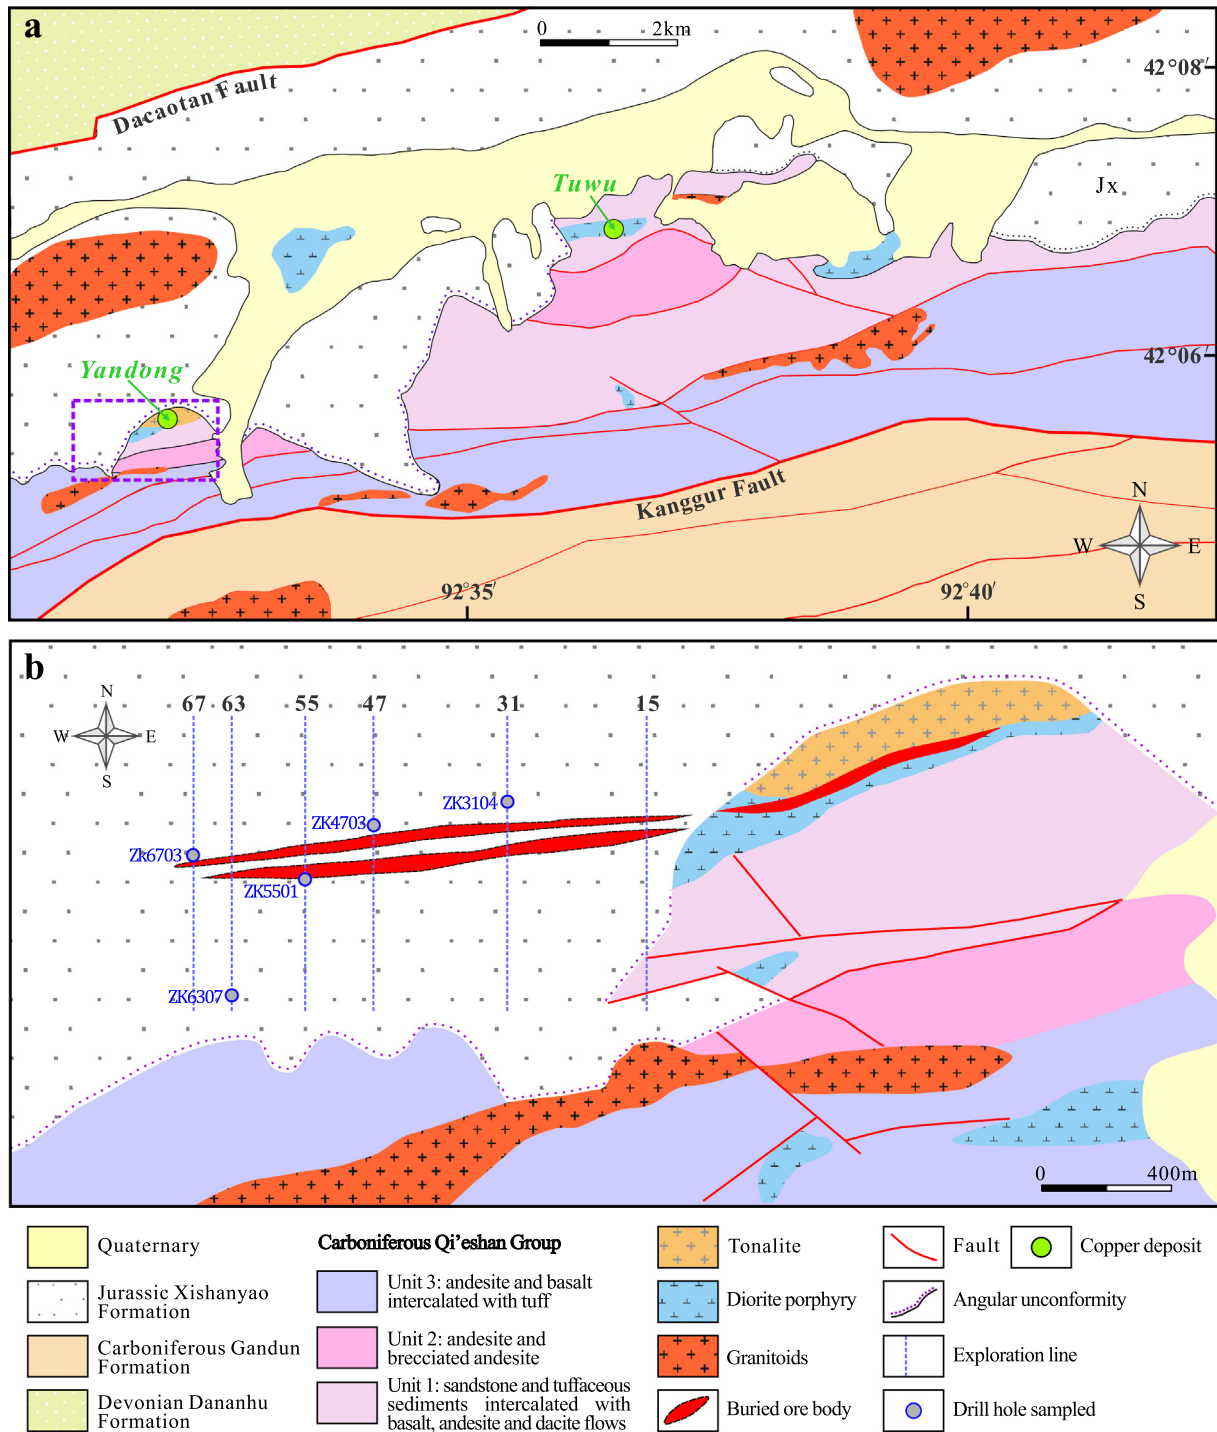 a
0 2km
42°08′
Dacaotan Fault
Tuwu
Jx
42°06′
Yandong
Kanggur Fault
N
W E
S
92°35′
92°40′
b
67 63 55 47 31 15
N
W E
S
ZK3104
ZK4703
Zk6703
ZK5501
ZK6307
0 400m
Quaternary
Jurassic Xishanyao
Formation
Carboniferous Gandun
Formation
Devonian Dananhu
Formation
Carboniferous Qi'eshan Group
Unit 3: andesite and basalt
intercalated with tuff
Unit 2: andesite and
brecciated andesite
Unit 1: sandstone and tuffaceous
sediments intercalated with
basalt, andesite and dacite flows
Tonalite
Diorite porphyry
Granitoids
Buried ore body
Fault
Copper deposit
Angular unconformity
Exploration line
Drill hole sampled